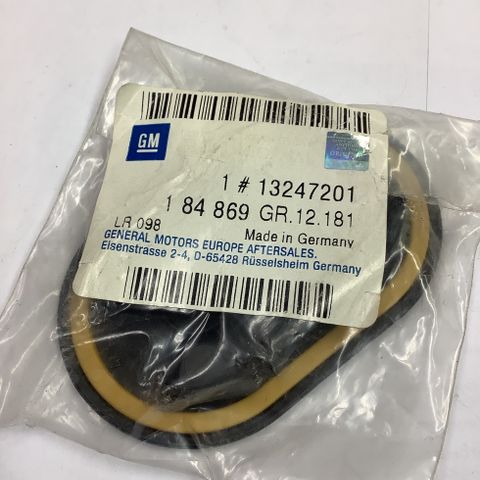 GM
1 # 13247201
1 84 869 GR.12.181
LR 098 Made in Germany
GENERAL MOTORS EUROPE AFTERSALES.
Eisenstrasse 2-4, D-65428 Rüsselsheim Germany